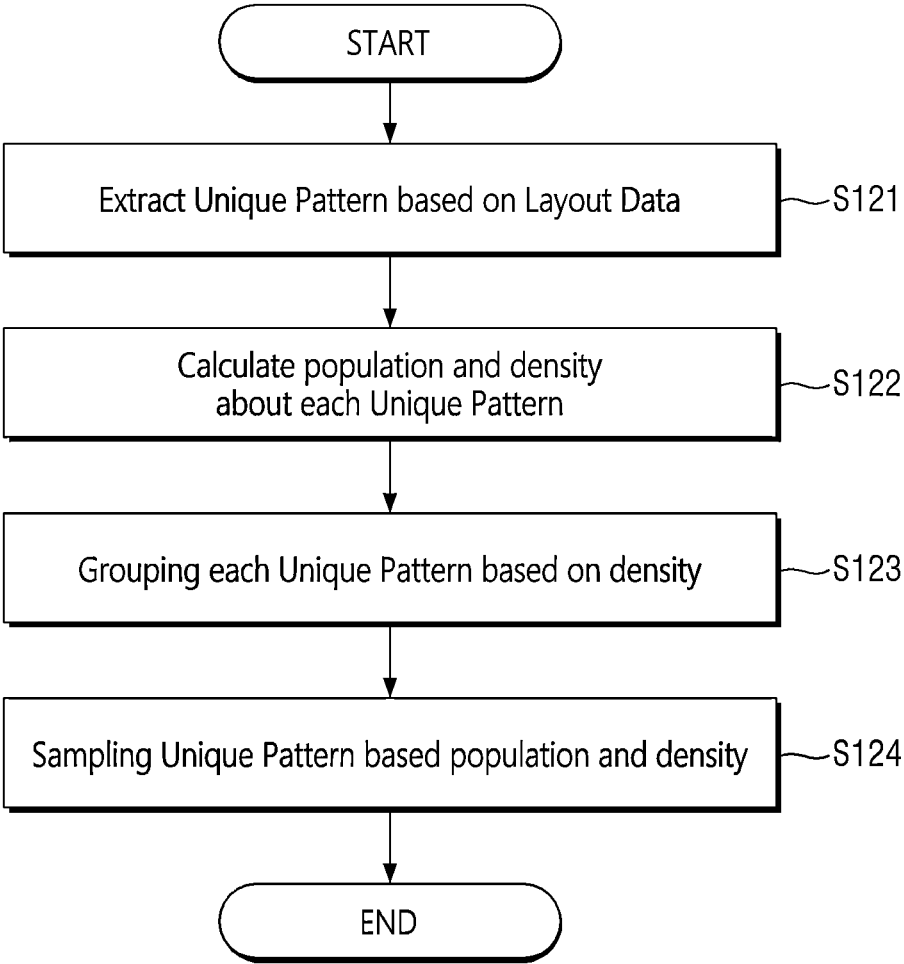 START
Extract Unique Pattern based on Layout Data
S121
Calculate population and density
about each Unique Pattern
S122
Grouping each Unique Pattern based on density
S123
Sampling Unique Pattern based population and density
S124
END